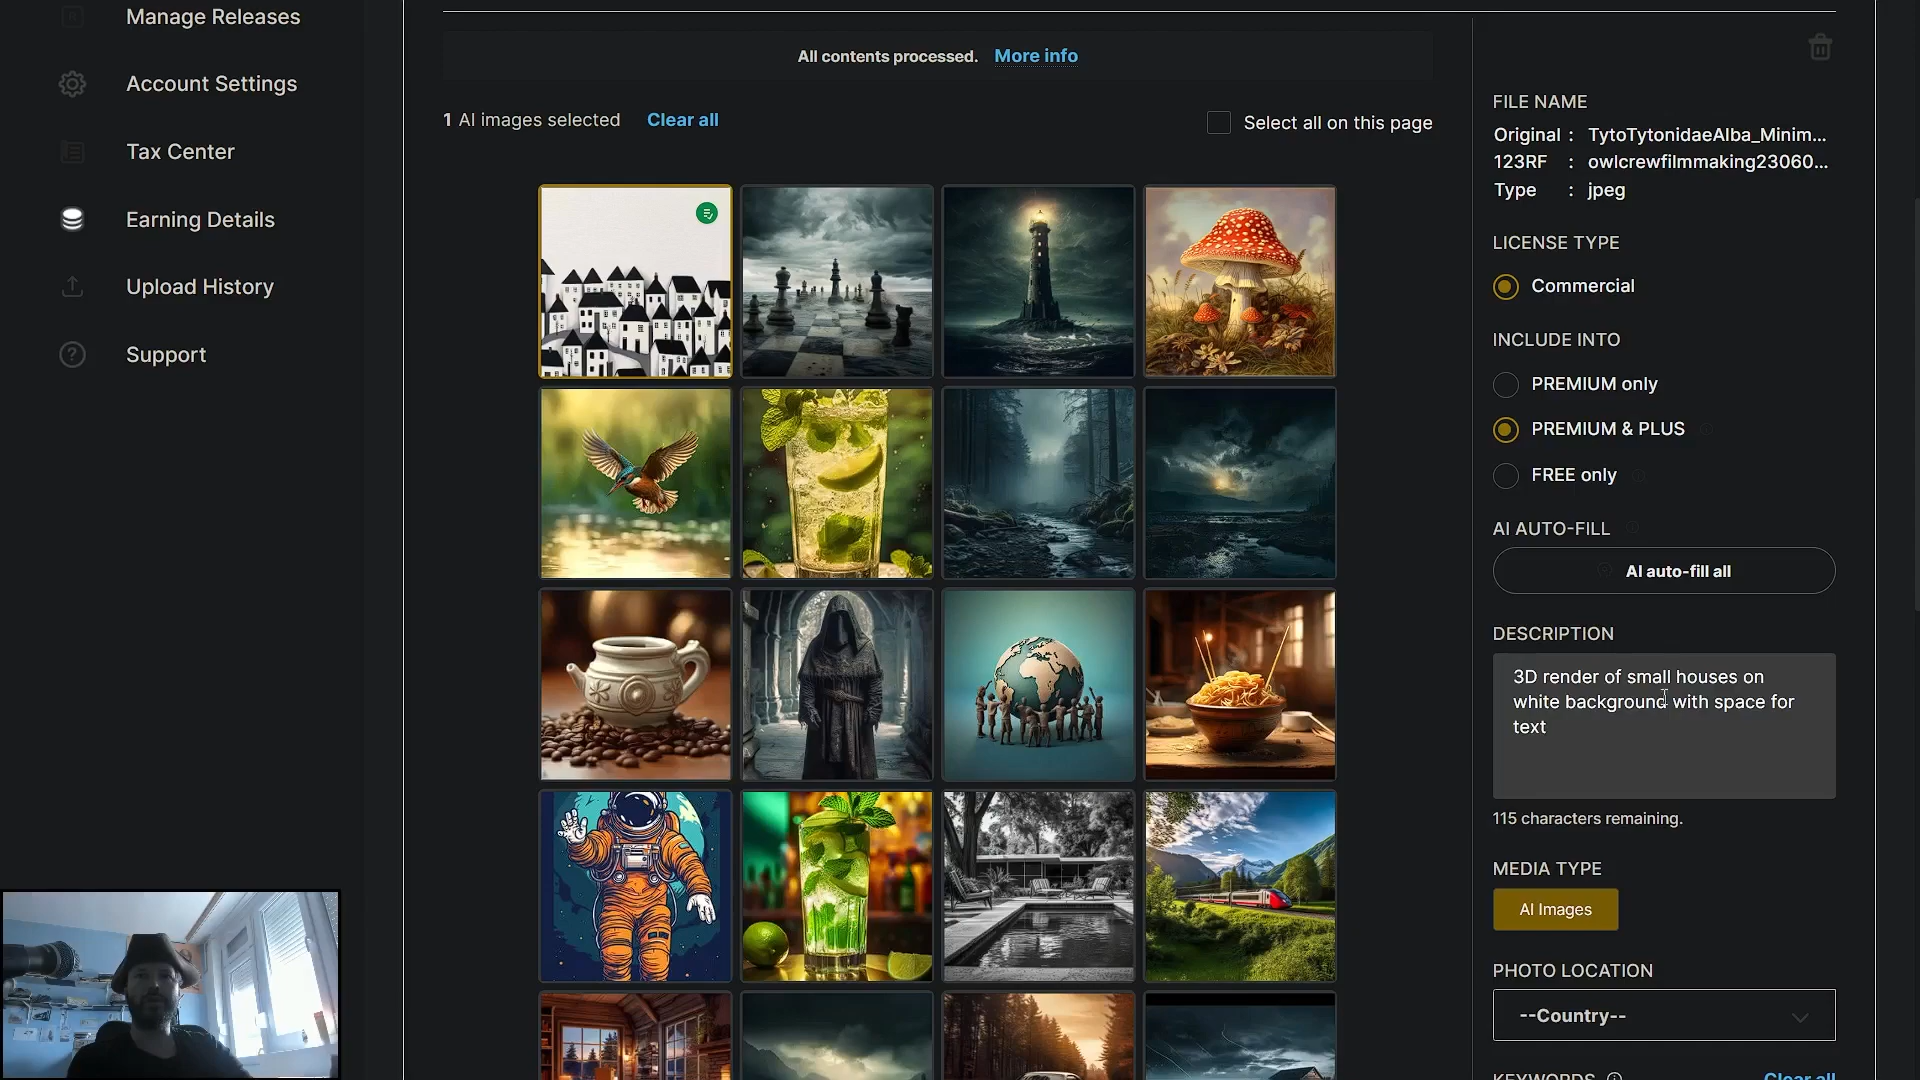 Manage Releases
Account Settings
Tax Center
Earning Details
Upload History
Support
All contents processed. More info
1 AI images selected Clear all
Select all on this page
FILE NAME
Original : TytoTytonidaeAlba_Minim...
123RF : owlcrewfilmmaking23060...
Type : jpeg
LICENSE TYPE
Commercial
INCLUDE INTO
PREMIUM only
PREMIUM & PLUS
FREE only
AI AUTO-FILL
AI auto-fill all
DESCRIPTION
3D render of small houses on
white background with space for
text
115 characters remaining.
MEDIA TYPE
AI Images
PHOTO LOCATION
--Country--
KEYWORDS Clear all